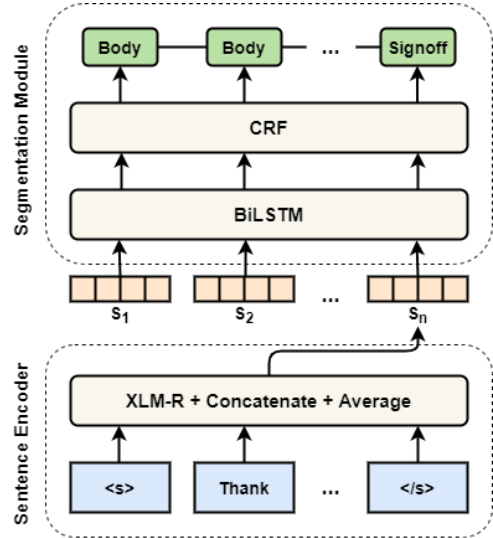 Segmentation Module
Body Body ... Signoff
CRF
BiLSTM
s1 s2 ... sn
Sentence Encoder
XLM-R + Concatenate + Average
<s> Thank ... </s>